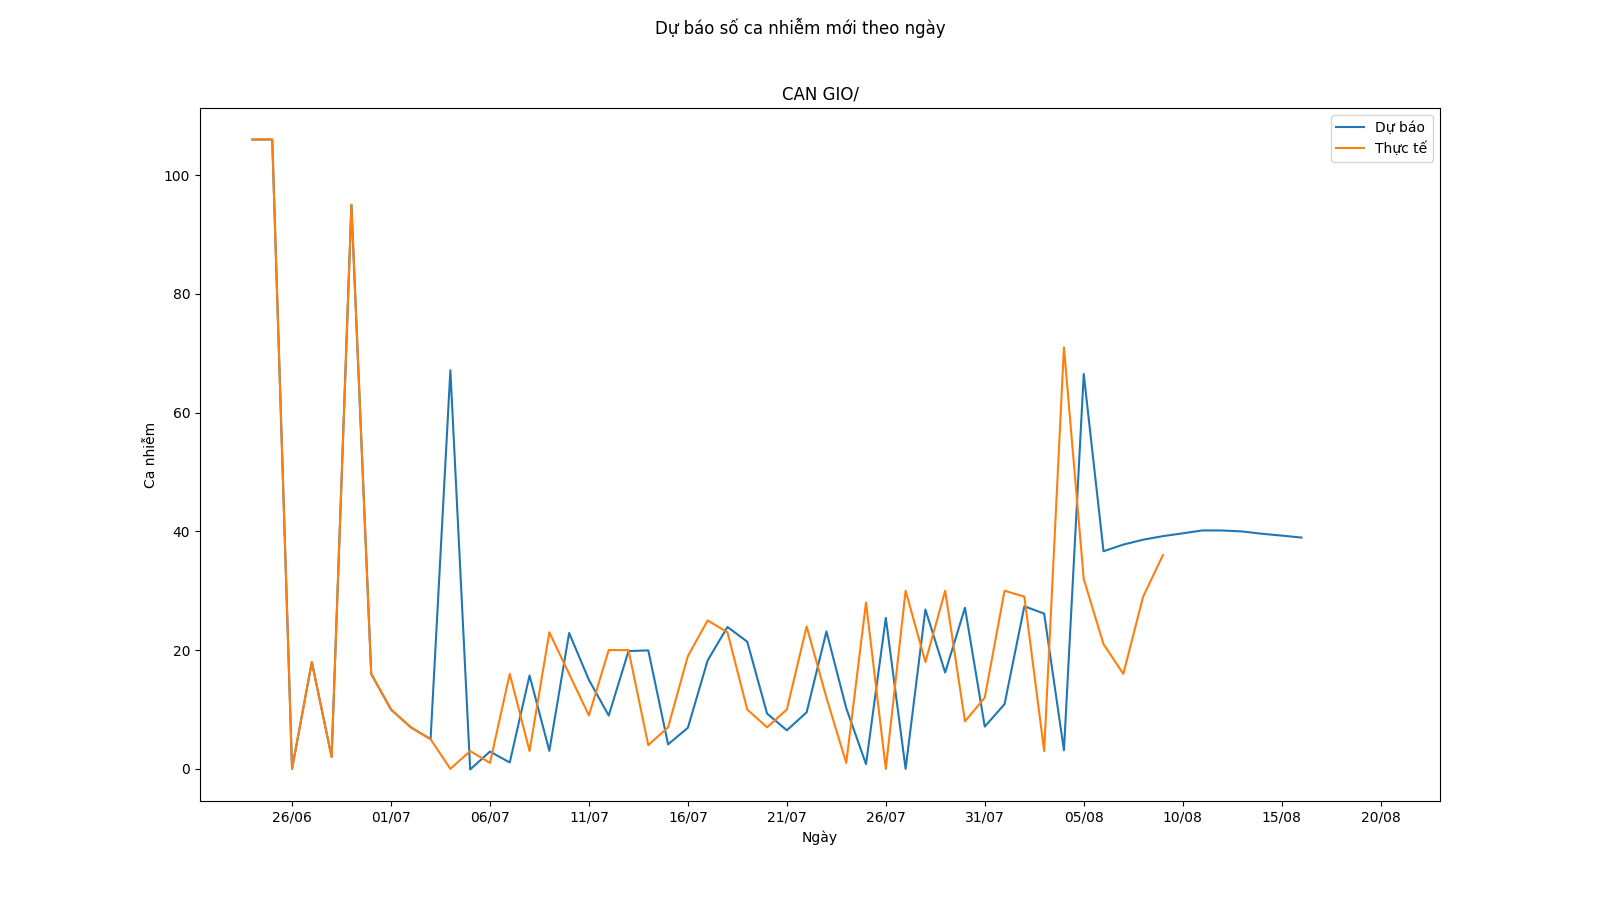 Dự báo số ca nhiễm mới theo ngày
CAN GIO/
Dự báo
Thực tế
100
80
60
40
20
0
Ca nhiễm
26/06 01/07 06/07 11/07 16/07 21/07 26/07 31/07 05/08 10/08 15/08 20/08
Ngày